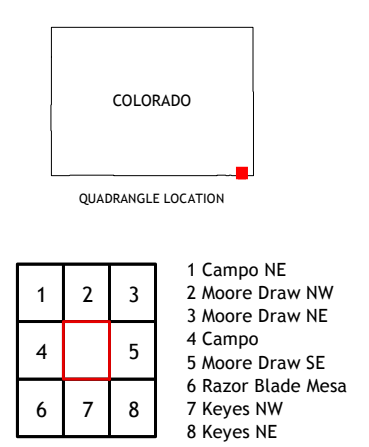 COLORADO
QUADRANGLE LOCATION
1 2 3
4 5
6 7 8
1 Campo NE
2 Moore Draw NW
3 Moore Draw NE
4 Campo
5 Moore Draw SE
6 Razor Blade Mesa
7 Keyes NW
8 Keyes NE